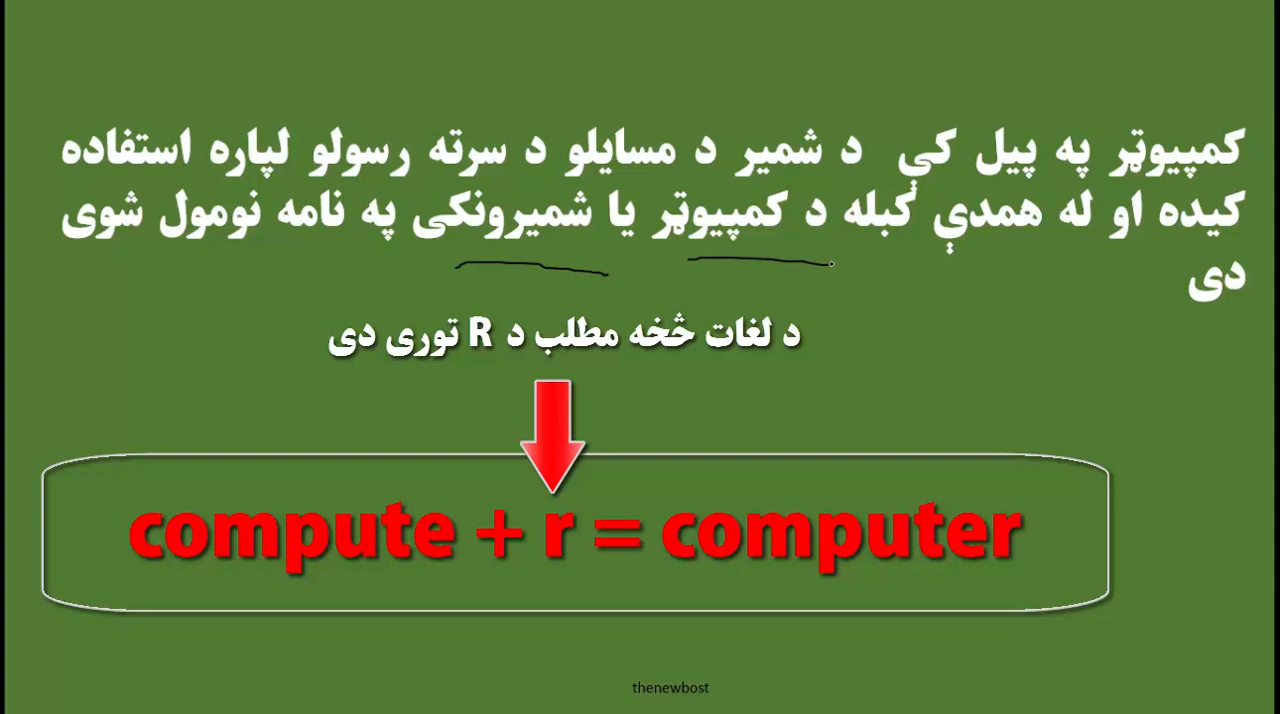 کمپیوټر په پیل کې د شمیر د مسایلو د سرته رسولو لپاره استفاده
کیده او له همدې کبله د کمپیوټر یا شمیرونکی په نامه نومول شوی
دی
د لغات څخه مطلب د R توری دی
compute + r = computer
thenewbost